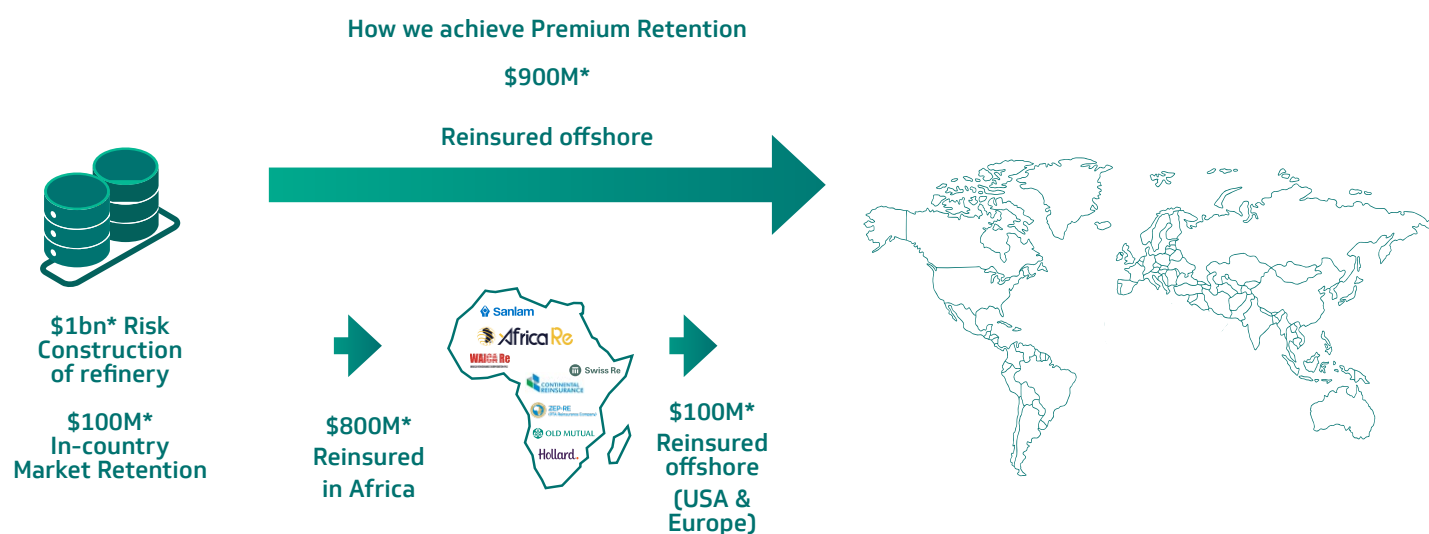 How we achieve Premium Retention
$900M*
Reinsured offshore
$1bn* Risk
Construction
of refinery
$100M*
In-country
Market Retention
$800M*
Reinsured
in Africa
Sanlam
Africa Re
WAICA Re
Swiss Re
CONTINENTAL
REINSURANCE
ZEP-RE
OLD MUTUAL
Hollard.
$100M*
Reinsured
offshore
(USA &
Europe)